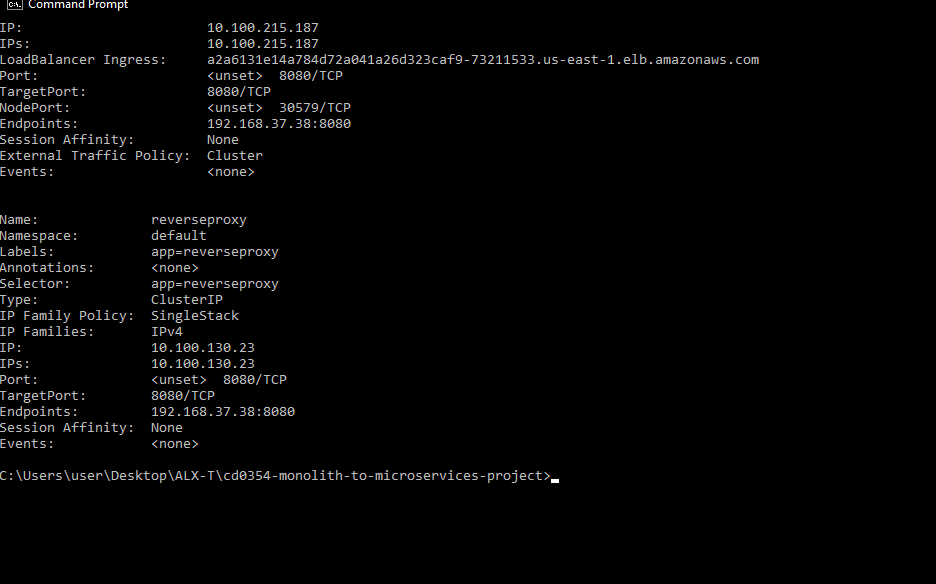 Command Prompt
IP:                       10.100.215.187
IPs:                      10.100.215.187
LoadBalancer Ingress:     a2a6131e14a784d72a041a26d323caf9-73211533.us-east-1.elb.amazonaws.com
Port:                     <unset>  8080/TCP
TargetPort:               8080/TCP
NodePort:                 <unset>  30579/TCP
Endpoints:                192.168.37.38:8080
Session Affinity:         None
External Traffic Policy:  Cluster
Events:                   <none>
Name:              reverseproxy
Namespace:         default
Labels:            app=reverseproxy
Annotations:       <none>
Selector:          app=reverseproxy
Type:              ClusterIP
IP Family Policy:  SingleStack
IP Families:       IPv4
IP:                10.100.130.23
IPs:               10.100.130.23
Port:              <unset>  8080/TCP
TargetPort:        8080/TCP
Endpoints:         192.168.37.38:8080
Session Affinity:  None
Events:            <none>
C:\Users\user\Desktop\ALX-T\cd0354-monolith-to-microservices-project>